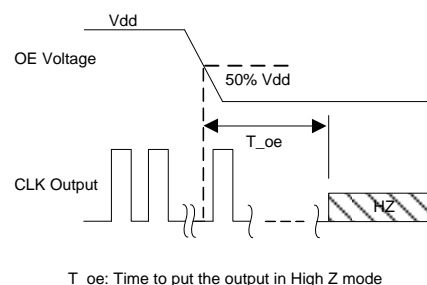 Vdd
OE Voltage
50% Vdd
T_oe
CLK Output
HZ
T_oe: Time to put the output in High Z mode